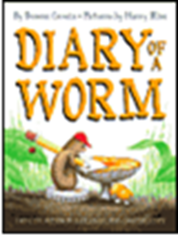 By Doreen Cronin • Pictures by Harry Bliss
DIARY OF A
WORM